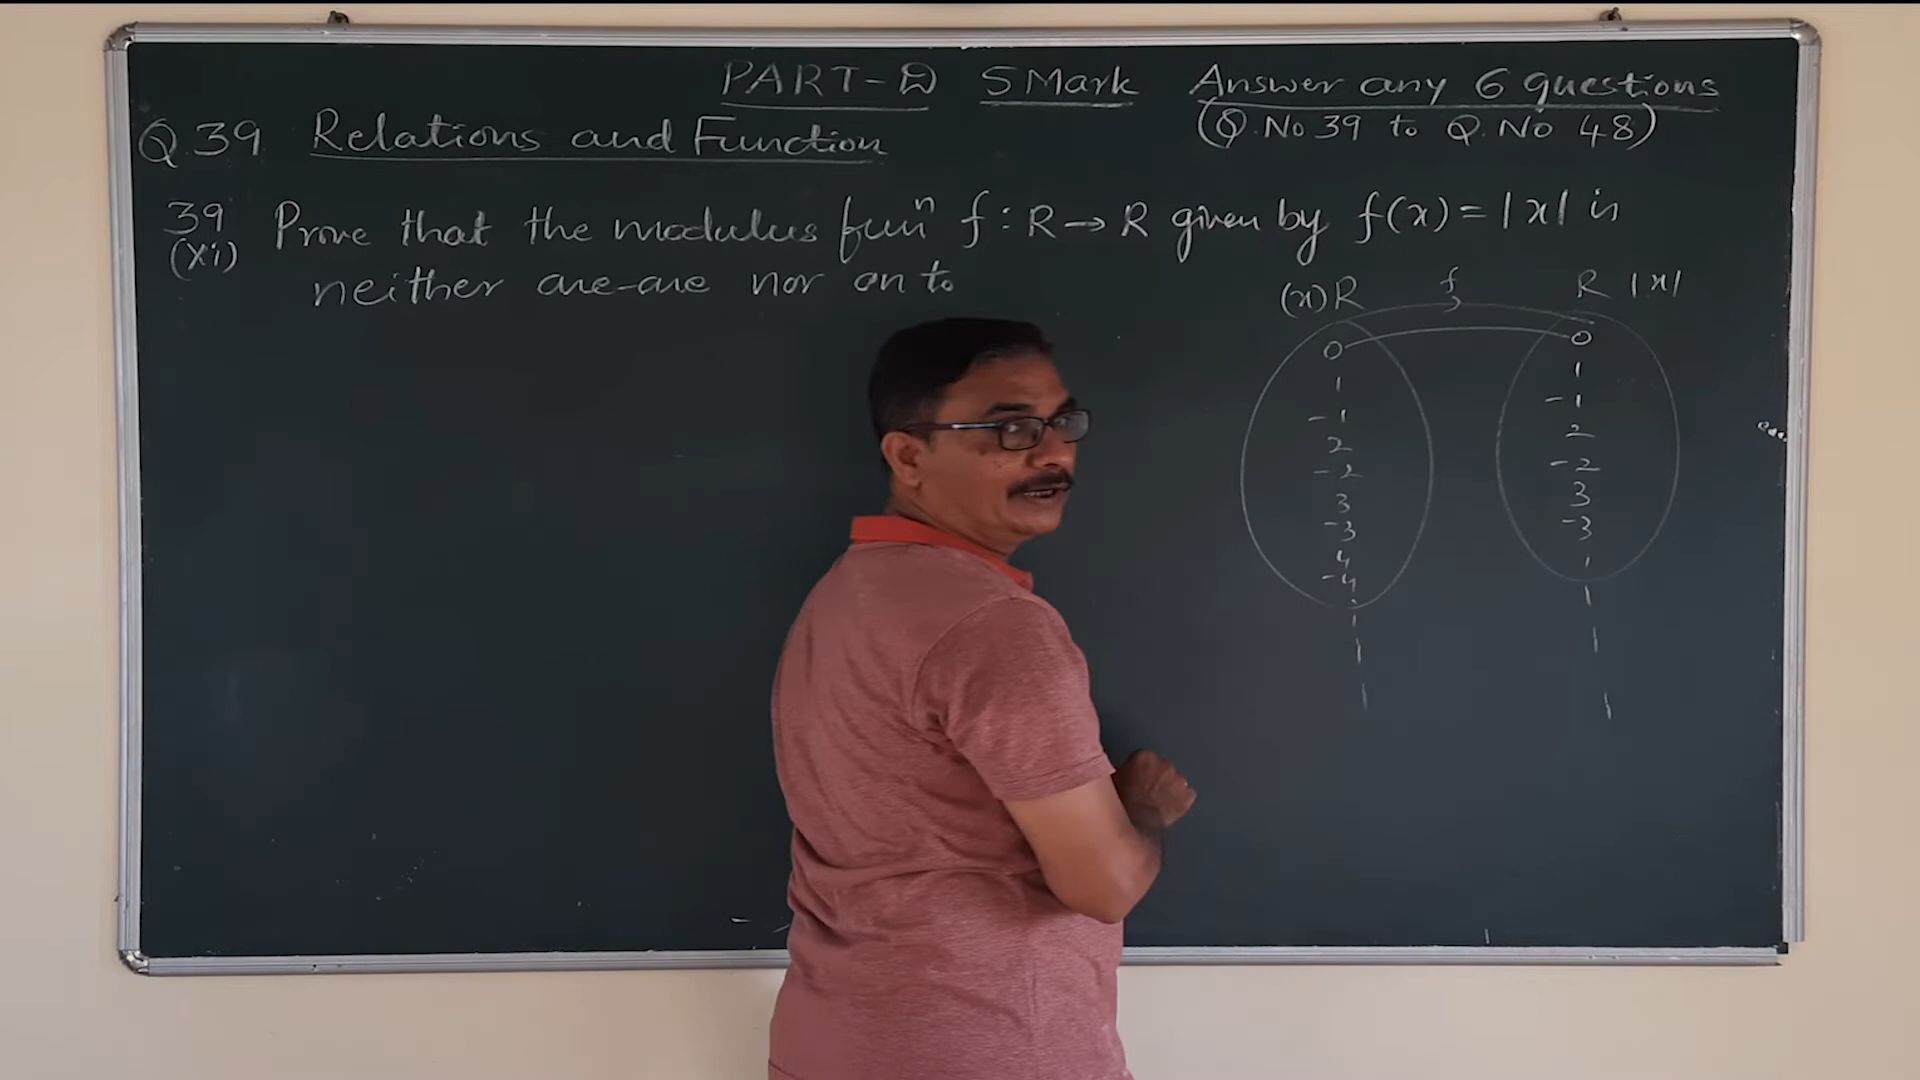 PART-D 5 Mark Answer any 6 questions
(Q.No 39 to Q.No 48)
Q.39 Relations and Function
39 Prove that the modulus funⁿ f : R → R given by f(x) = |x| is
(xi) neither one-one nor on to
(x) R f R |x|
0 0
1 1
-1 -1
2 2
-2 -2
3 3
-3 -3
4
-4